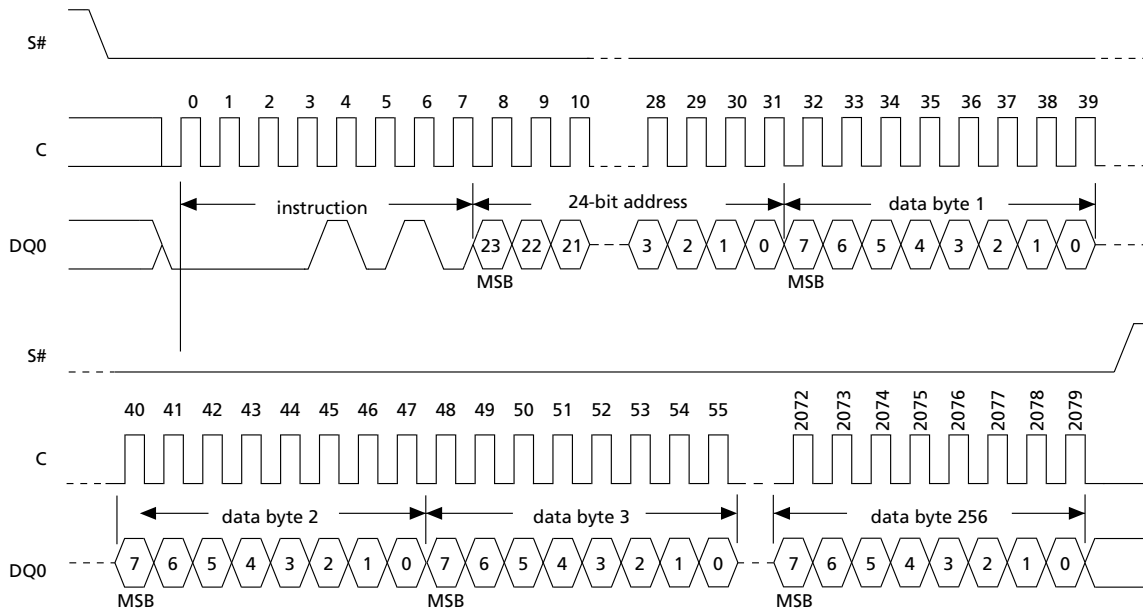 S#
0 1 2 3 4 5 6 7 8 9 10 28 29 30 31 32 33 34 35 36 37 38 39
C
instruction 24-bit address data byte 1
DQ0 23 22 21 3 2 1 0 7 6 5 4 3 2 1 0
MSB MSB
S#
40 41 42 43 44 45 46 47 48 49 50 51 52 53 54 55 2072 2073 2074 2075 2076 2077 2078 2079
C
data byte 2 data byte 3 data byte 256
DQ0 7 6 5 4 3 2 1 0 7 6 5 4 3 2 1 0 7 6 5 4 3 2 1 0
MSB MSB MSB